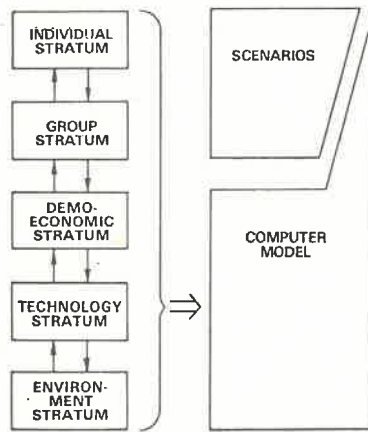 INDIVIDUAL
STRATUM
GROUP
STRATUM
DEMO-
ECONOMIC
STRATUM
TECHNOLOGY
STRATUM
ENVIRON-
MENT
STRATUM
SCENARIOS
COMPUTER
MODEL